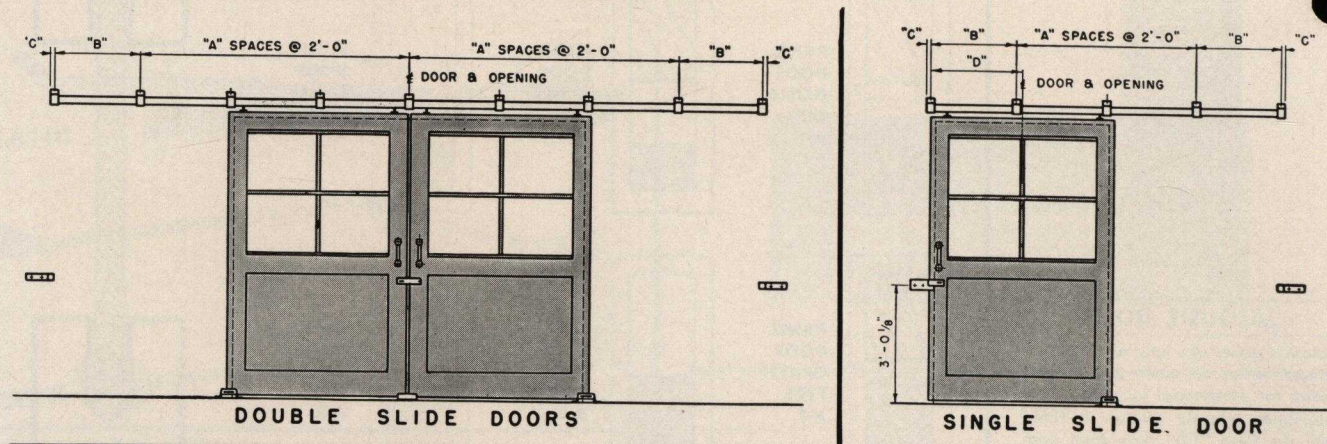 "C" "B" "A" SPACES @ 2'-0" "A" SPACES @ 2'-0" "B" "C"
DOOR & OPENING
DOUBLE SLIDE DOORS
"C" "B" "A" SPACES @ 2'-0" "B" "C"
"D"
DOOR & OPENING
3'-0 1/8"
SINGLE SLIDE DOOR